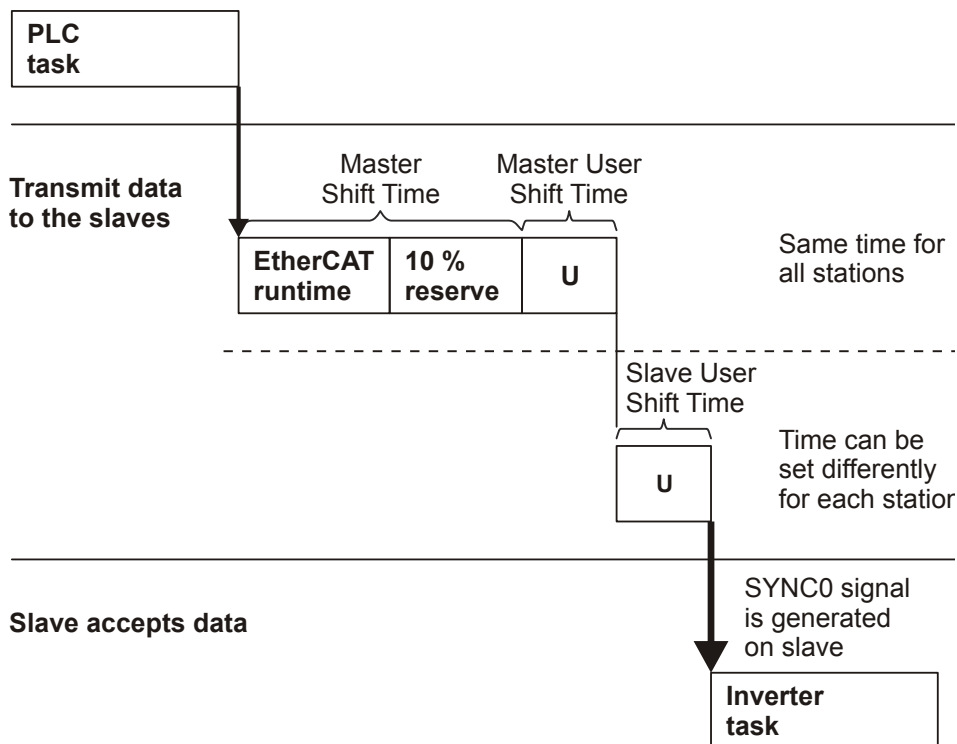 PLC
task
Transmit data
to the slaves
Master
Shift Time
Master User
Shift Time
EtherCAT
runtime
10 %
reserve
U
Same time for
all stations
Slave User
Shift Time
U
Time can be
set differently
for each station
Slave accepts data
SYNC0 signal
is generated
on slave
Inverter
task